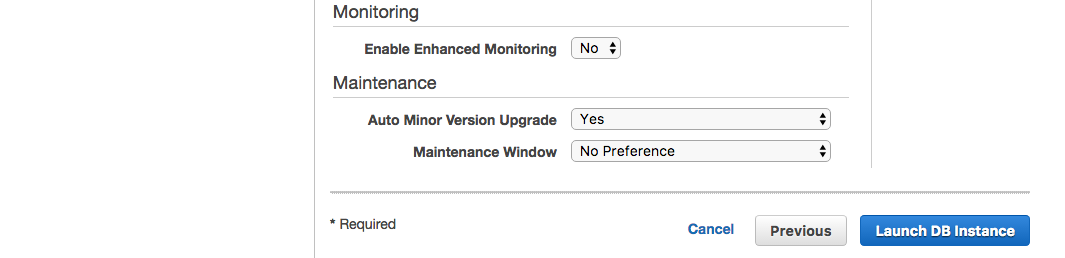 Monitoring
Enable Enhanced Monitoring No
Maintenance
Auto Minor Version Upgrade Yes
Maintenance Window No Preference
* Required Cancel Previous Launch DB Instance